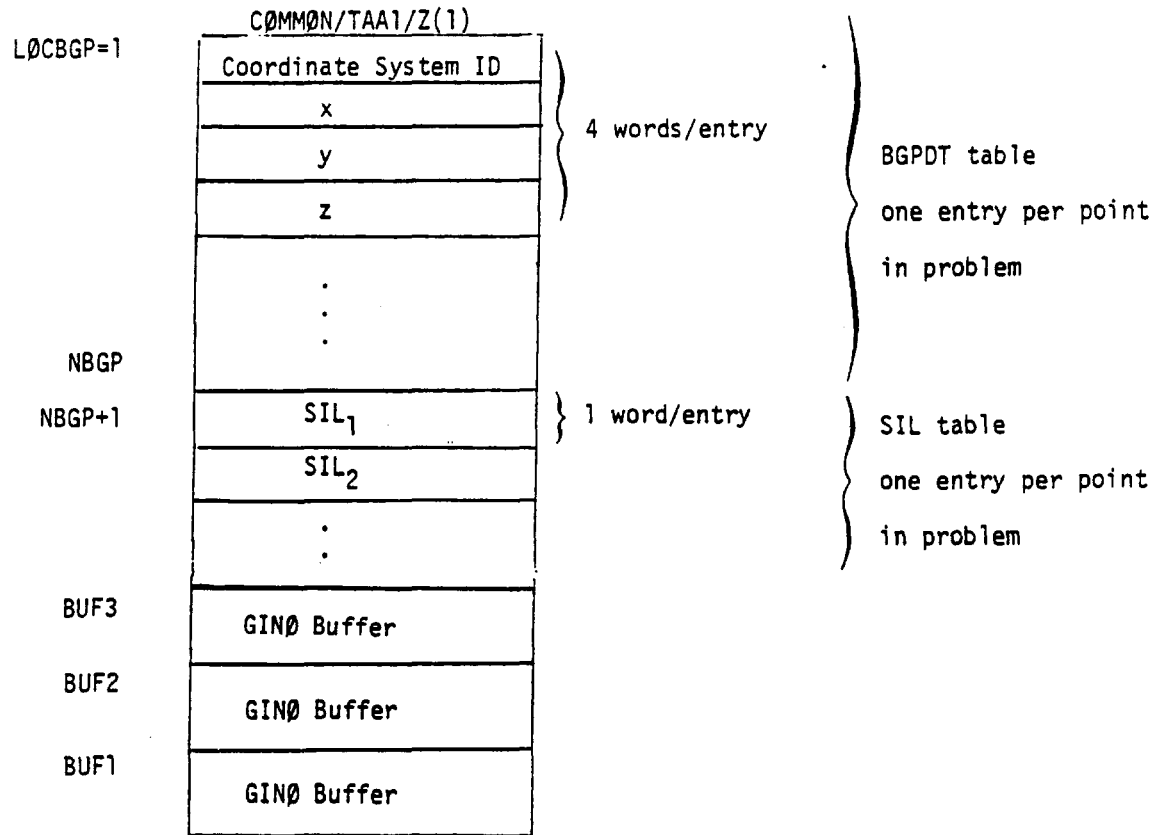 CØMMØN/TAA1/Z(1)
LØCBGP=1
Coordinate System ID
x
y
z
4 words/entry
BGPDT table
one entry per point
in problem
NBGP
NBGP+1
SIL1
1 word/entry
SIL2
SIL table
one entry per point
in problem
BUF3
GINØ Buffer
BUF2
GINØ Buffer
BUF1
GINØ Buffer